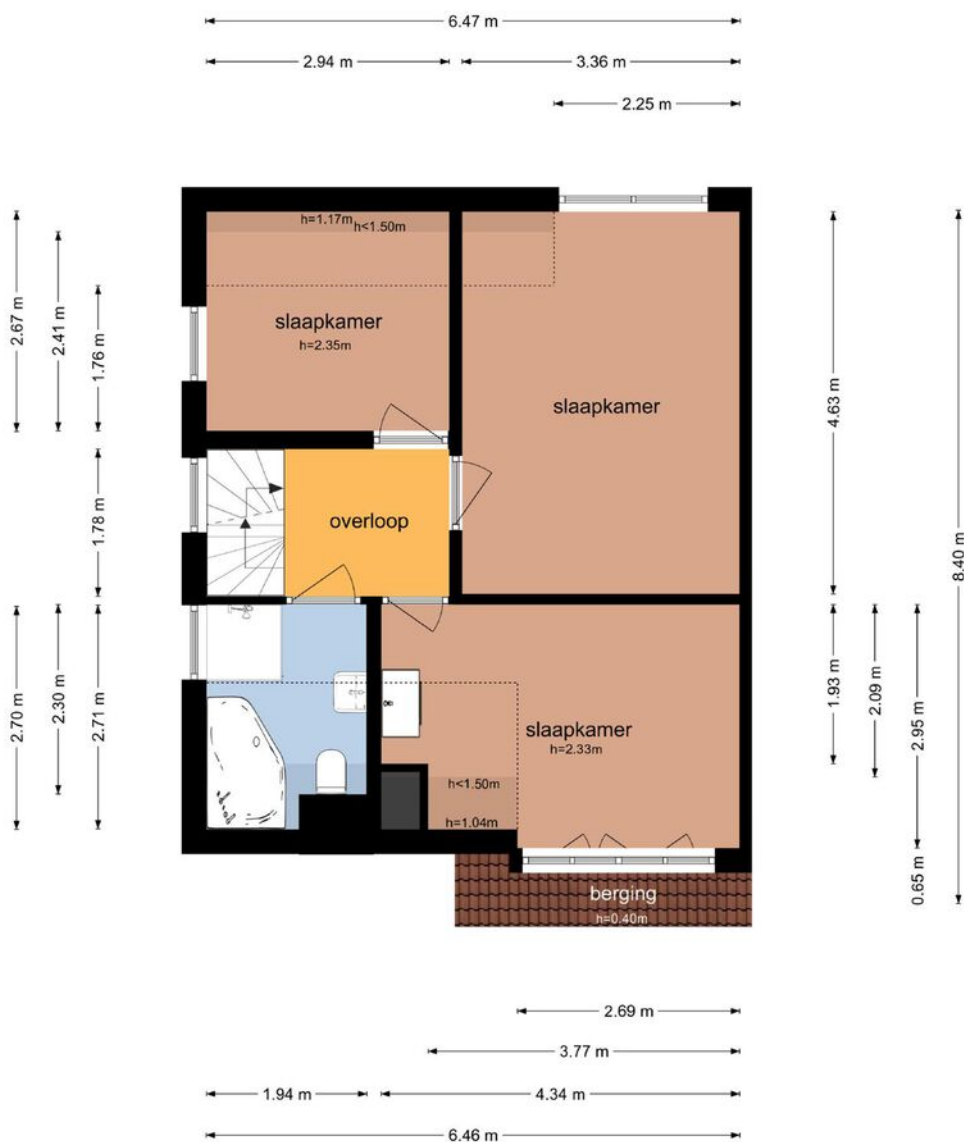 6.47 m
2.94 m
3.36 m
2.25 m
h=1.17m
h<1.50m
slaapkamer
h=2.35m
2.67 m
2.41 m
1.76 m
slaapkamer
4.63 m
8.40 m
overloop
1.78 m
2.70 m
2.30 m
2.71 m
slaapkamer
h=2.33m
h<1.50m
h=1.04m
1.93 m
2.09 m
2.95 m
0.65 m
berging
h=0.40m
2.69 m
3.77 m
1.94 m
4.34 m
6.46 m